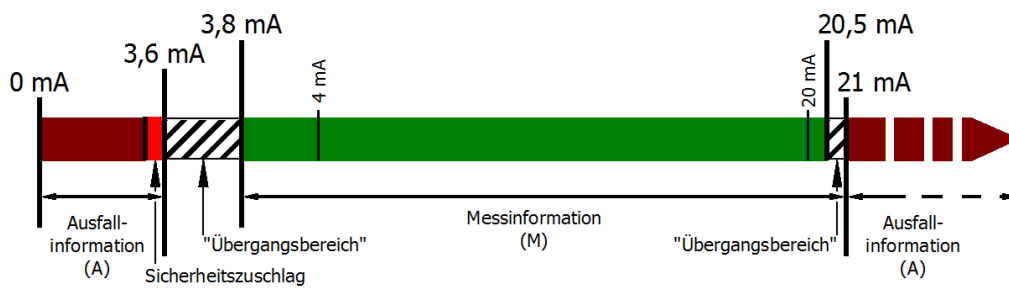 0 mA
3,6 mA
3,8 mA
4 mA
20 mA
20,5 mA
21 mA
Ausfall-
information
(A)
Sicherheitszuschlag
"Übergangsbereich"
Messinformation
(M)
"Übergangsbereich"
Ausfall-
information
(A)